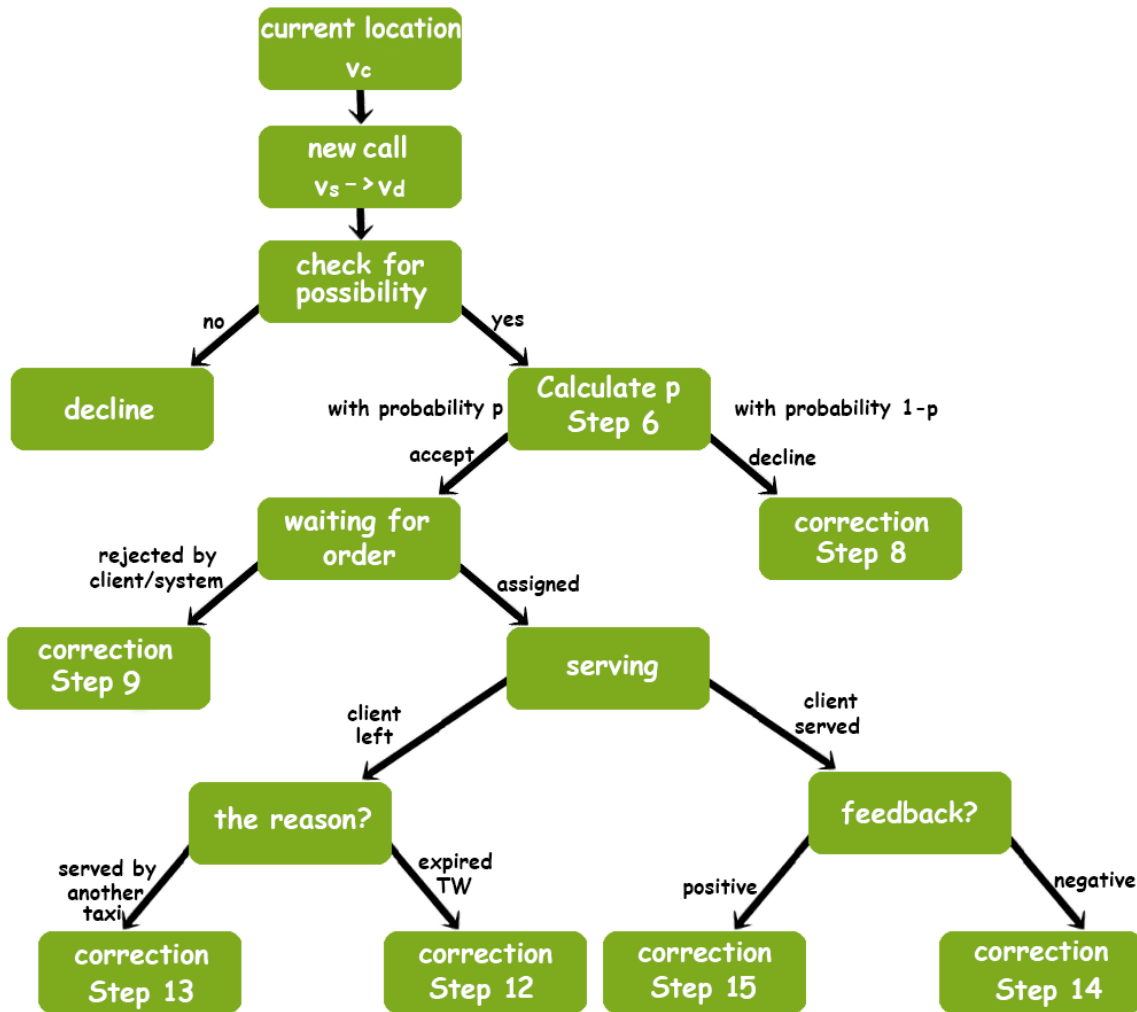 current location
vc
new call
vs->vd
check for
possibility
no
yes
decline
with probability p
Calculate p
Step 6
with probability 1-p
accept
decline
waiting for
order
correction
Step 8
rejected by
client/system
assigned
correction
Step 9
serving
client
left
client
served
the reason?
feedback?
served by
another
taxi
expired
TW
positive
negative
correction
Step 13
correction
Step 12
correction
Step 15
correction
Step 14